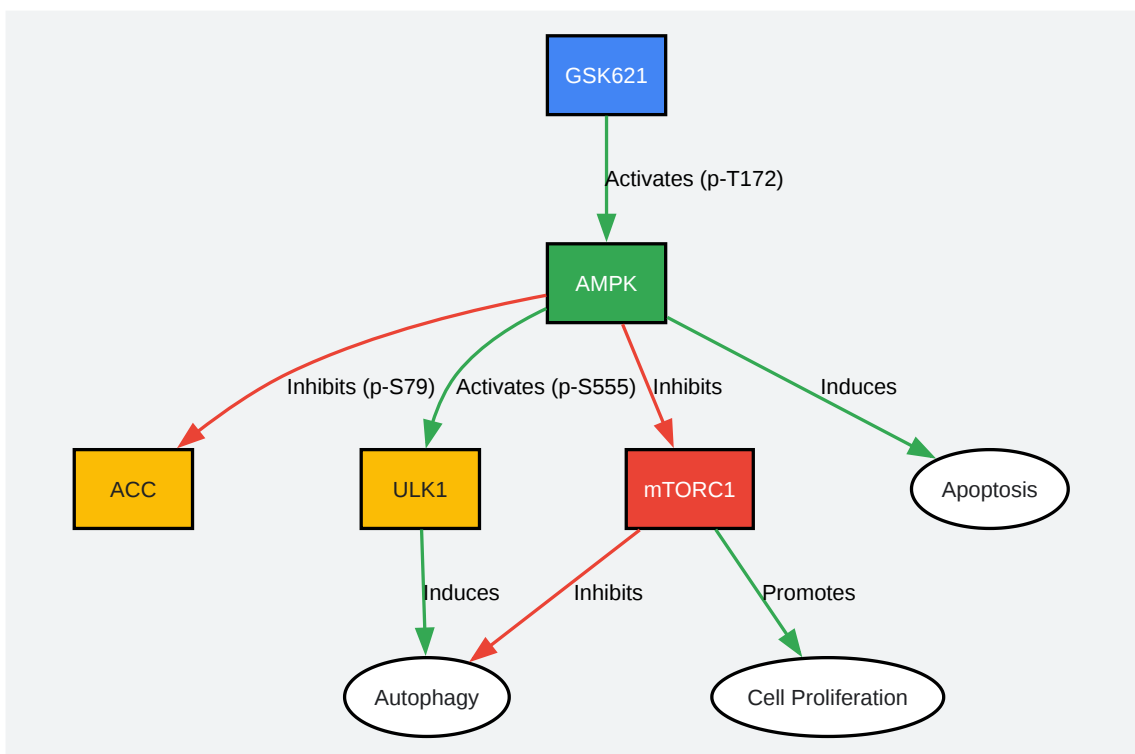 GSK621
Activates (p-T172)
AMPK
Inhibits (p-S79)
Activates (p-S555)
Inhibits
Induces
ACC
ULK1
mTORC1
Apoptosis
Induces
Inhibits
Promotes
Autophagy
Cell Proliferation